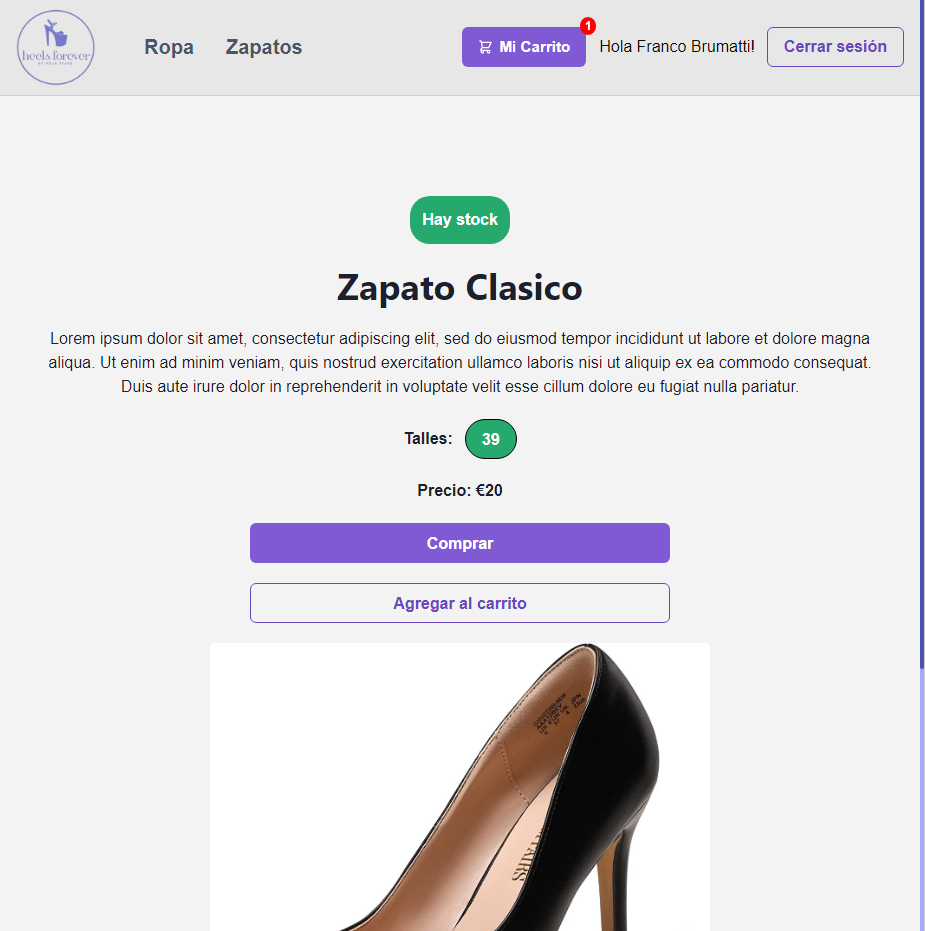 heels forever
Ropa
Zapatos
Mi Carrito
1
Hola Franco Brumatti!
Cerrar sesión
Hay stock
Zapato Clasico
Lorem ipsum dolor sit amet, consectetur adipiscing elit, sed do eiusmod tempor incididunt ut labore et dolore magna
aliqua. Ut enim ad minim veniam, quis nostrud exercitation ullamco laboris nisi ut aliquip ex ea commodo consequat.
Duis aute irure dolor in reprehenderit in voluptate velit esse cillum dolore eu fugiat nulla pariatur.
Talles: 39
Precio: €20
Comprar
Agregar al carrito